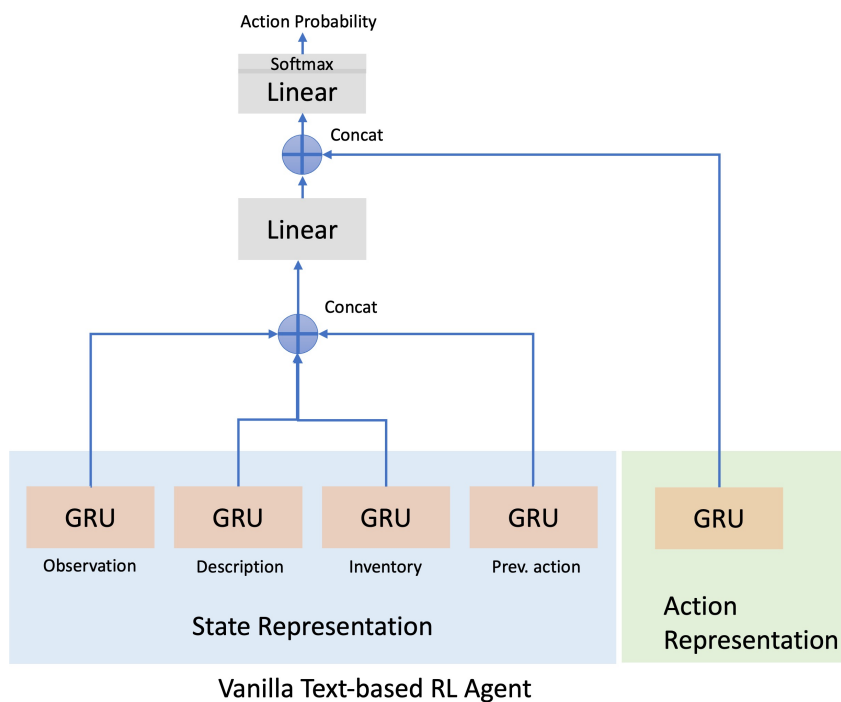 Action Probability
Softmax
Linear
Concat
Linear
Concat
GRU
GRU
GRU
GRU
GRU
Observation
Description
Inventory
Prev. action
State Representation
Action
Representation
Vanilla Text-based RL Agent